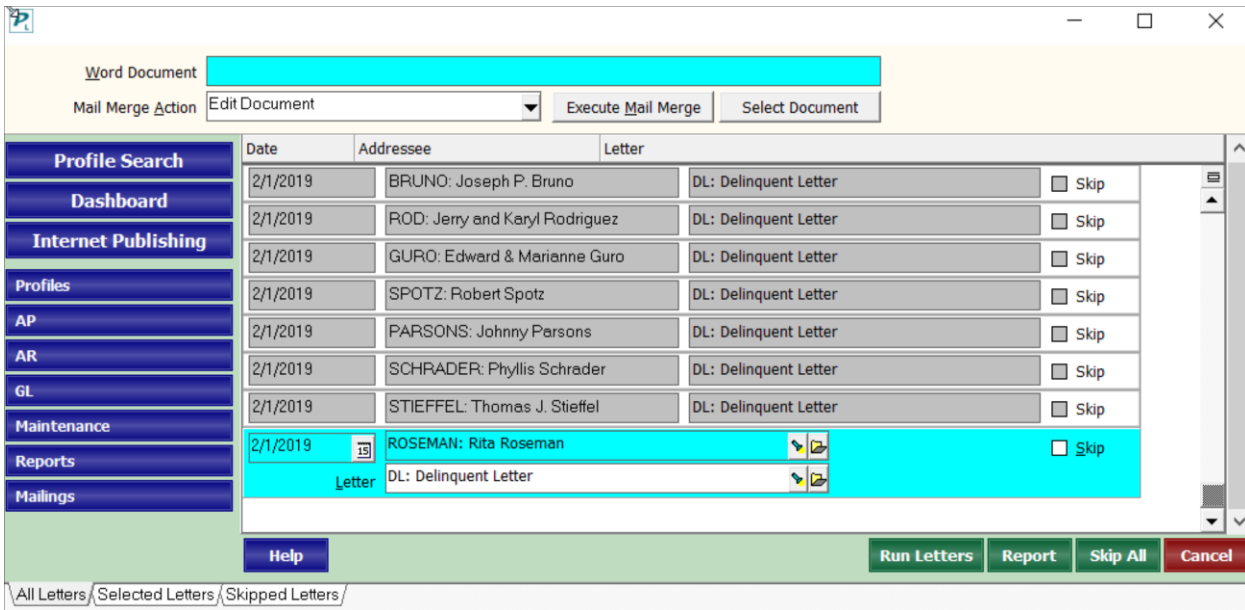 Word Document
Mail Merge Action Edit Document Execute Mail Merge Select Document
Profile Search
Dashboard
Internet Publishing
Profiles
AP
AR
GL
Maintenance
Reports
Mailings
Date Addressee Letter
2/1/2019 BRUNO: Joseph P. Bruno DL: Delinquent Letter Skip
2/1/2019 ROD: Jerry and Karyl Rodriguez DL: Delinquent Letter Skip
2/1/2019 GURO: Edward & Marianne Guro DL: Delinquent Letter Skip
2/1/2019 SPOTZ: Robert Spotz DL: Delinquent Letter Skip
2/1/2019 PARSONS: Johnny Parsons DL: Delinquent Letter Skip
2/1/2019 SCHRADER: Phyllis Schrader DL: Delinquent Letter Skip
2/1/2019 STIEFFEL: Thomas J. Stieffel DL: Delinquent Letter Skip
2/1/2019 15 ROSEMAN: Rita Roseman Skip
Letter DL: Delinquent Letter
Help Run Letters Report Skip All Cancel
All Letters Selected Letters Skipped Letters